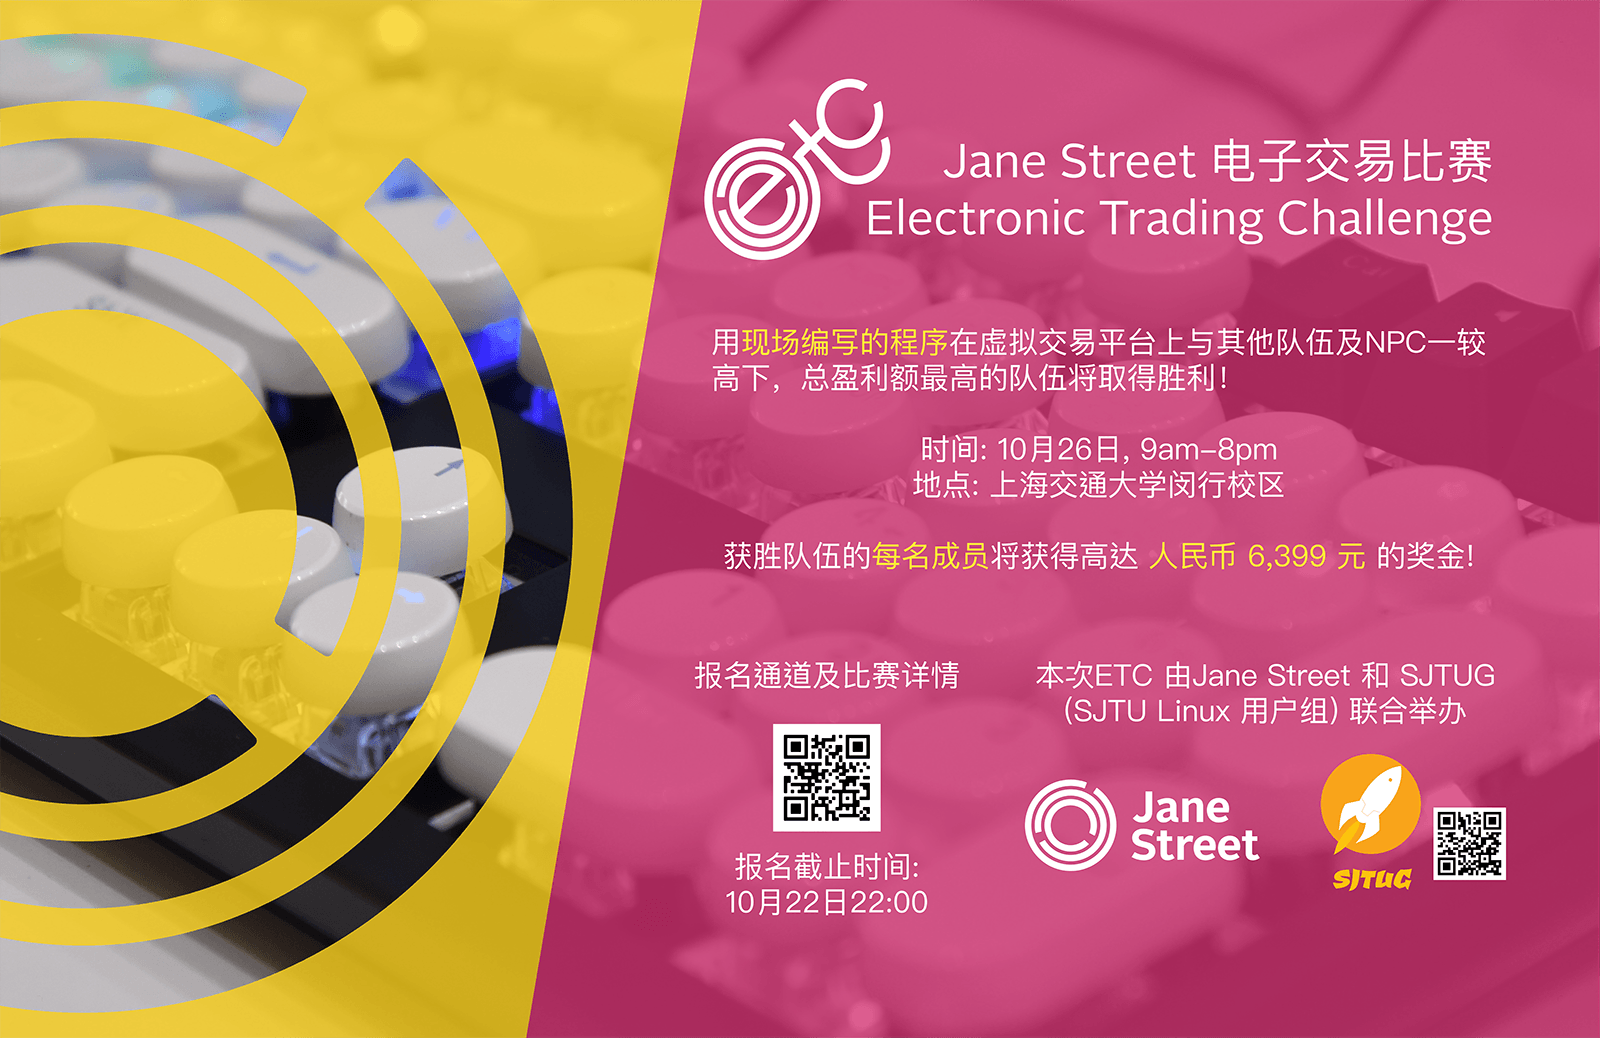 etc
Jane Street 电子交易比赛
Electronic Trading Challenge
用现场编写的程序在虚拟交易平台上与其他队伍及NPC一较
高下，总盈利额最高的队伍将取得胜利！
时间: 10月26日, 9am-8pm
地点: 上海交通大学闵行校区
获胜队伍的每名成员将获得高达 人民币 6,399 元 的奖金!
报名通道及比赛详情
报名截止时间:
10月22日22:00
本次ETC 由Jane Street 和 SJTUG
(SJTU Linux 用户组) 联合举办
Jane
Street
SJTUG